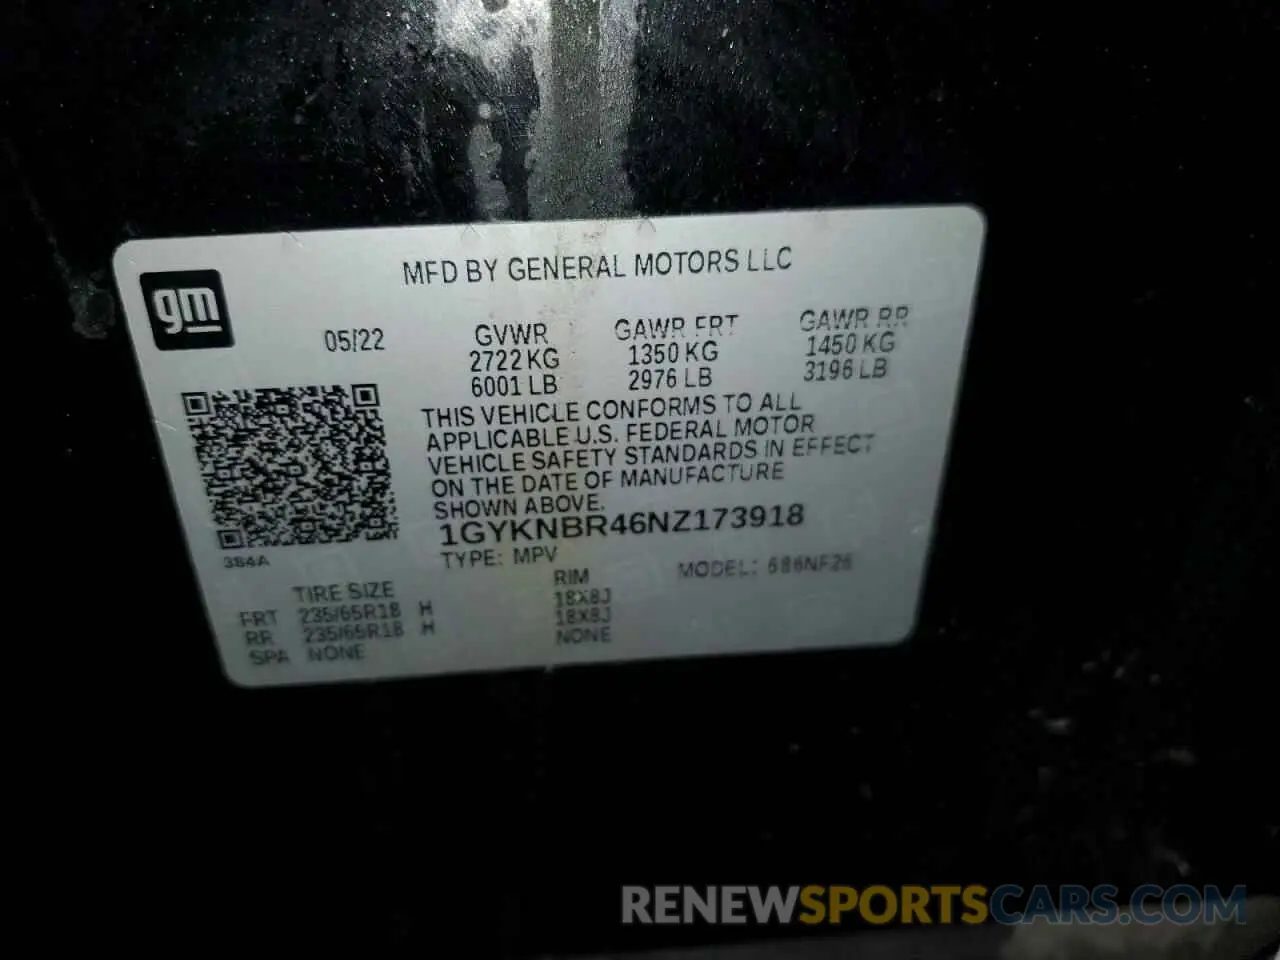 MFD BY GENERAL MOTORS LLC
gm
05/22
GVWR GAWR FRT GAWR RR
2722 KG 1350 KG 1450 KG
6001 LB 2976 LB 3196 LB
THIS VEHICLE CONFORMS TO ALL
APPLICABLE U.S. FEDERAL MOTOR
VEHICLE SAFETY STANDARDS IN EFFECT
ON THE DATE OF MANUFACTURE
SHOWN ABOVE.
1GYKNBR46NZ173918
384A
TYPE: MPV MODEL: 6B6NF26
TIRE SIZE RIM
FRT 235/65R18 H 18X8J
RR 235/65R18 H 18X8J
SPA NONE NONE
RENEWSPORTSCARS.COM